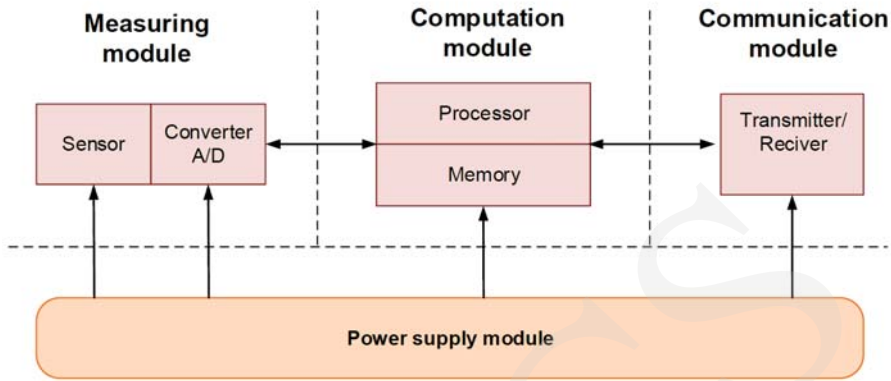 Measuring
module
Computation
module
Communication
module
Sensor
Converter
A/D
Processor
Memory
Transmitter/
Reciver
Power supply module